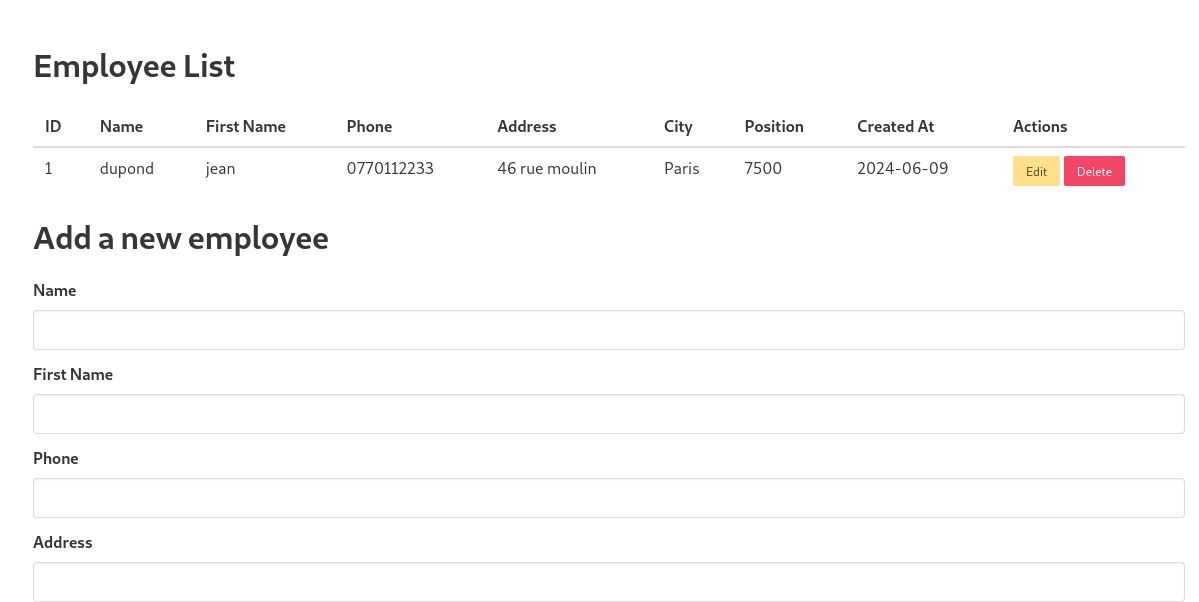 Employee List
ID Name First Name Phone Address City Position Created At Actions
1 dupond jean 0770112233 46 rue moulin Paris 7500 2024-06-09 Edit Delete
Add a new employee
Name
First Name
Phone
Address